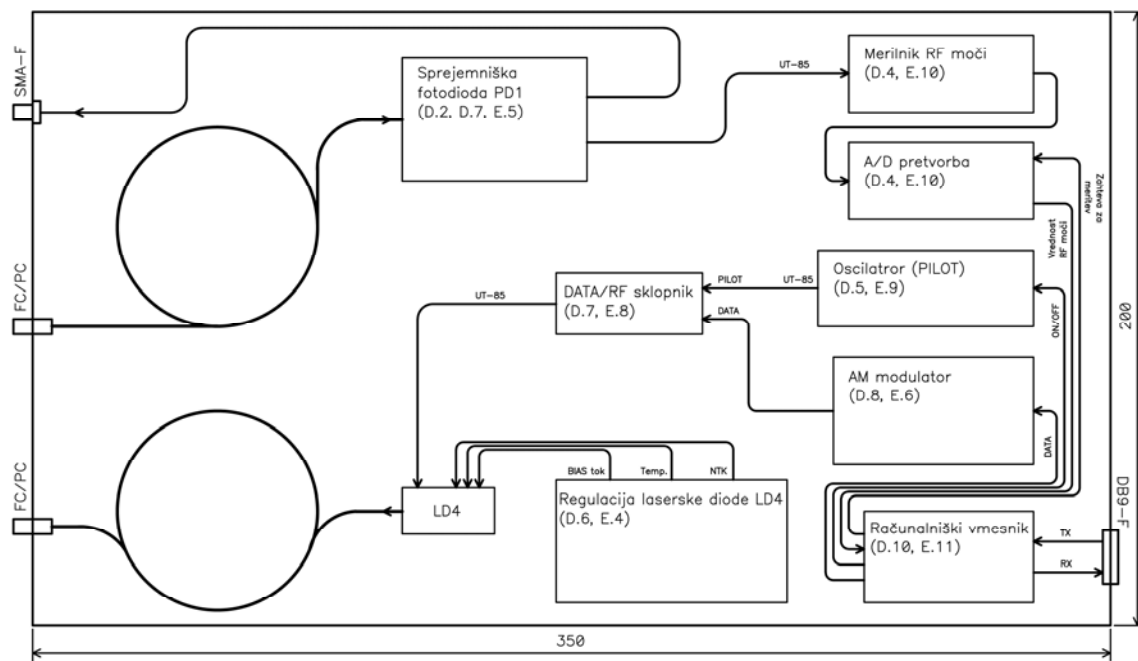 SMA-F
Sprejemniška
fotodioda PD1
(D.2, D.7, E.5)
UT-85
Merilnik RF moči
(D.4, E.10)
A/D pretvorba
(D.4, E.10)
Zahteva za
meritev
Vrednost
RF moči
FC/PC
UT-85
DATA/RF sklopnik
(D.7, E.8)
PILOT
UT-85
DATA
Oscilatror (PILOT)
(D.5, E.9)
ON/OFF
200
AM modulator
(D.8, E.6)
DATA
FC/PC
LD4
BIAS tok
Temp.
NTK
Regulacija laserske diode LD4
(D.6, E.4)
Računalniški vmesnik
(D.10, E.11)
TX
RX
DB9-F
350